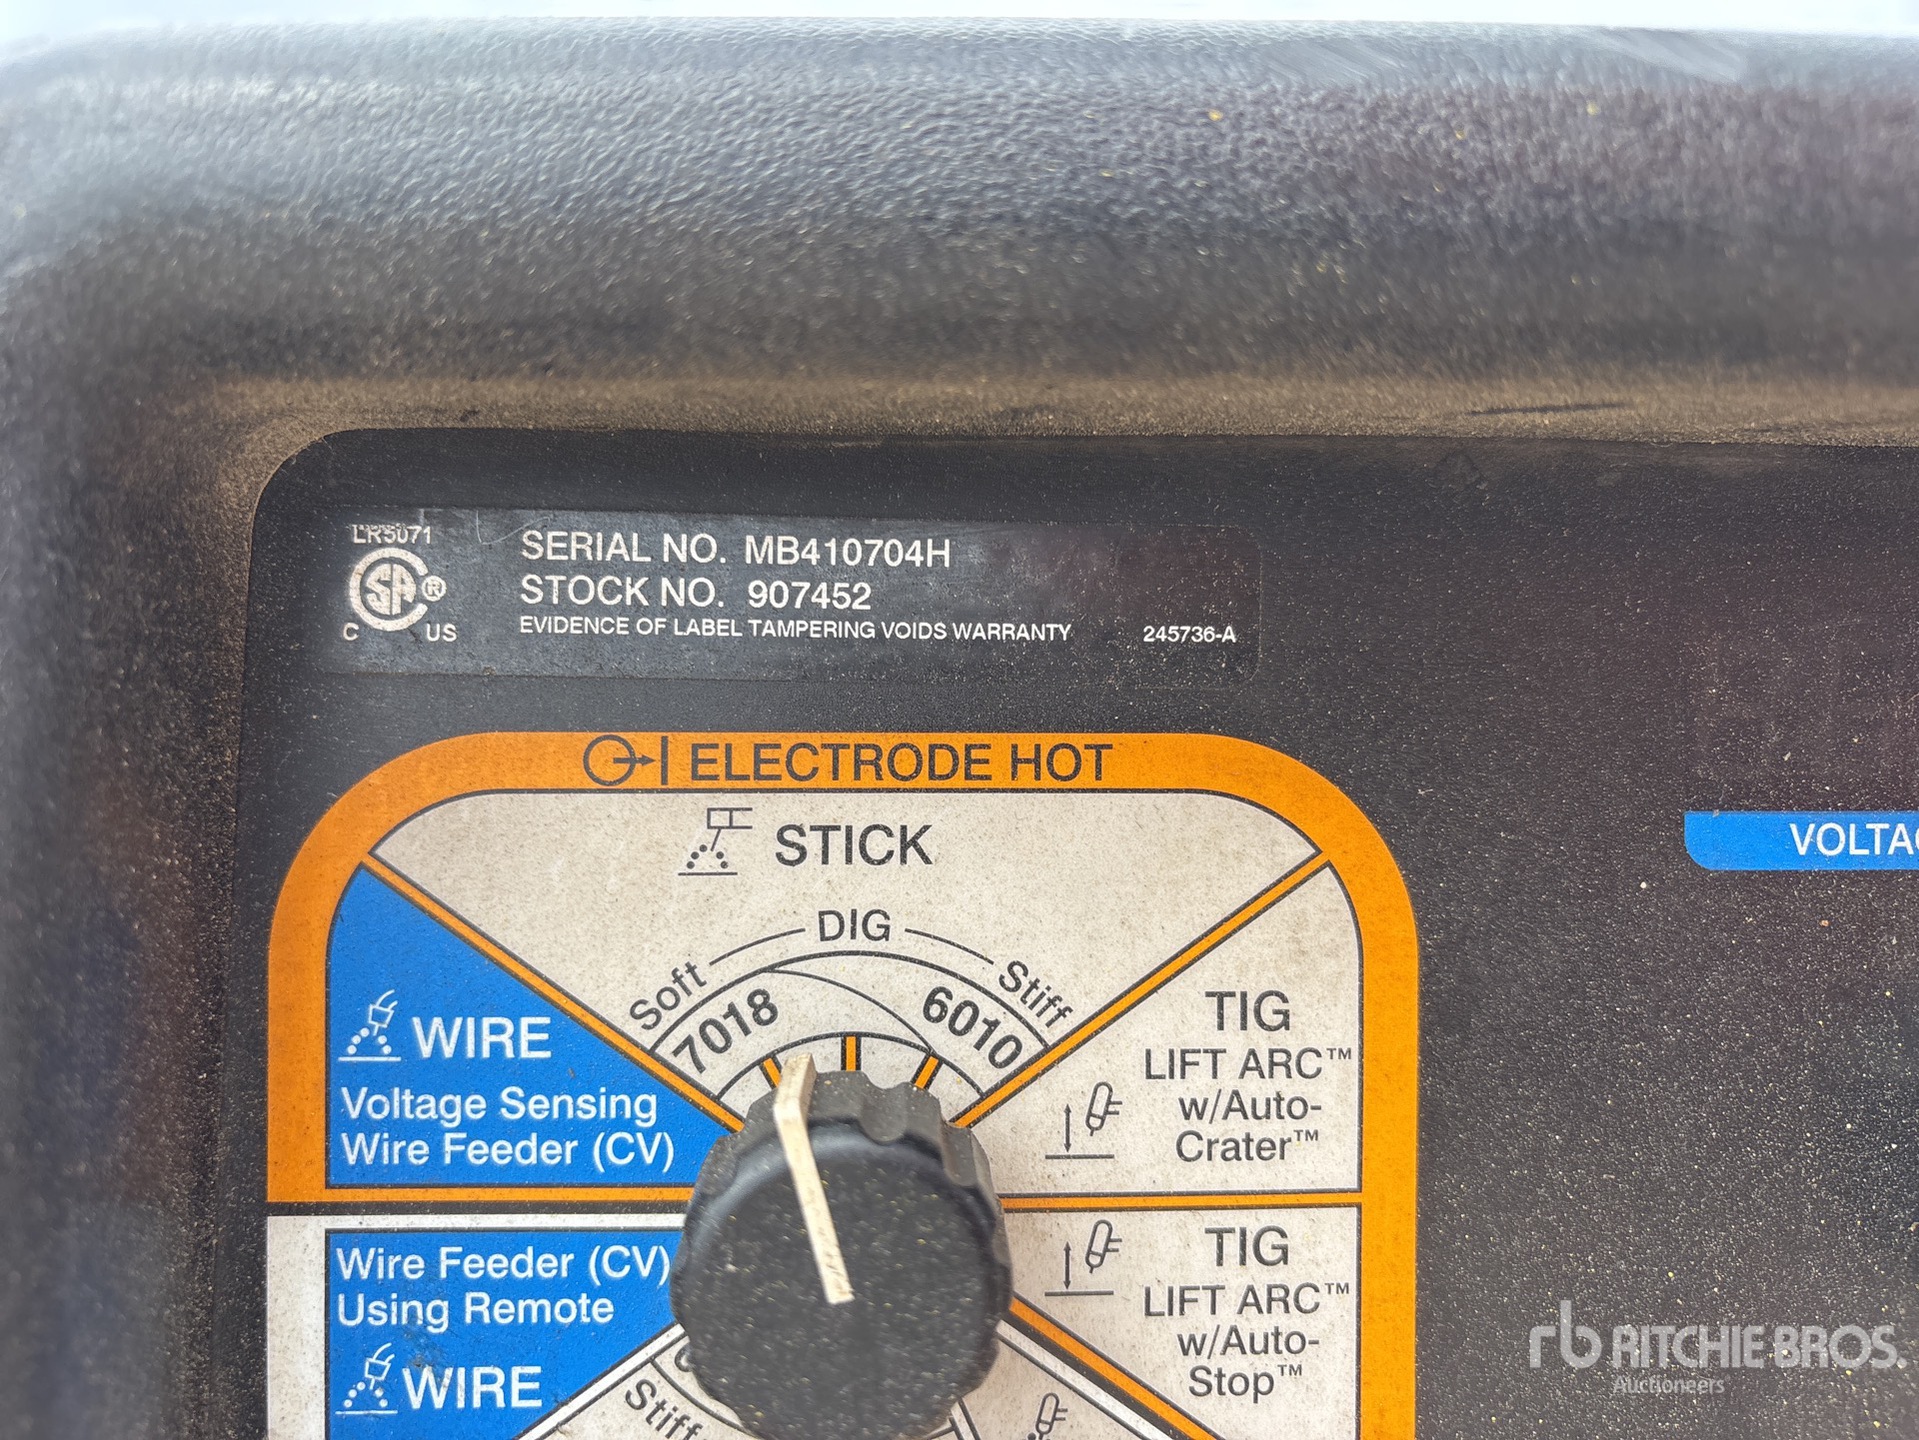 LR5071
CSA®
C US
SERIAL NO. MB410704H
STOCK NO. 907452
EVIDENCE OF LABEL TAMPERING VOIDS WARRANTY 245736-A
ELECTRODE HOT
STICK
DIG
Soft
Stiff
7018
6010
WIRE
Voltage Sensing
Wire Feeder (CV)
TIG
LIFT ARC™
w/Auto-
Crater™
Wire Feeder (CV)
Using Remote
WIRE
TIG
LIFT ARC™
w/Auto-
Stop™
Stiff
rb RITCHIE BROS.
Auctioneers